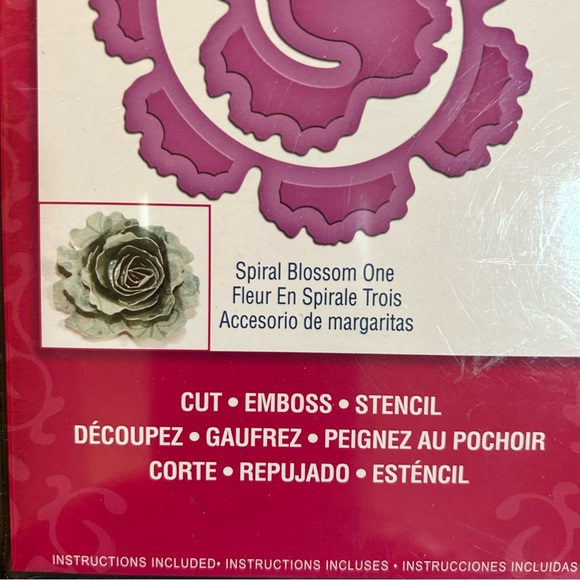 Spiral Blossom One
Fleur En Spirale Trois
Accesorio de margaritas
CUT • EMBOSS • STENCIL
DÉCOUPEZ • GAUFREZ • PEIGNEZ AU POCHOIR
CORTE • REPUJADO • ESTÉNCIL
INSTRUCTIONS INCLUDED• INSTRUCTIONS INCLUSES • INSTRUCCIONES INCLUIDAS